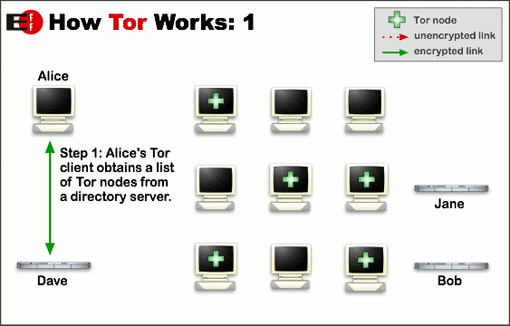 EFF How Tor Works: 1
Tor node
unencrypted link
encrypted link
Alice
Step 1: Alice's Tor
client obtains a list
of Tor nodes from
a directory server.
Jane
Dave
Bob